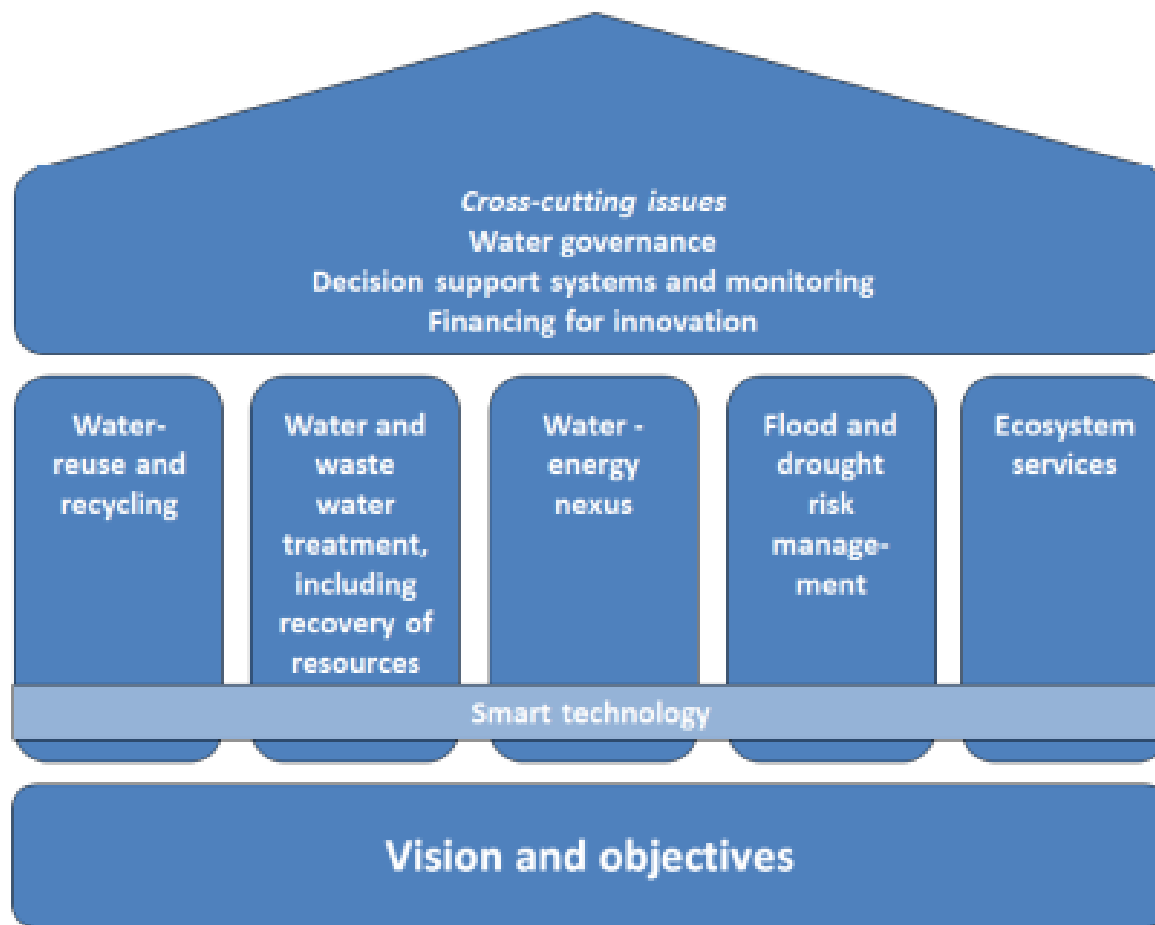 Cross-cutting issues
Water governance
Decision support systems and monitoring
Financing for innovation
Water-
reuse and
recycling
Water and
waste
water
treatment,
including
recovery of
resources
Water -
energy
nexus
Flood and
drought
risk
manage-
ment
Ecosystem
services
Smart technology
Vision and objectives